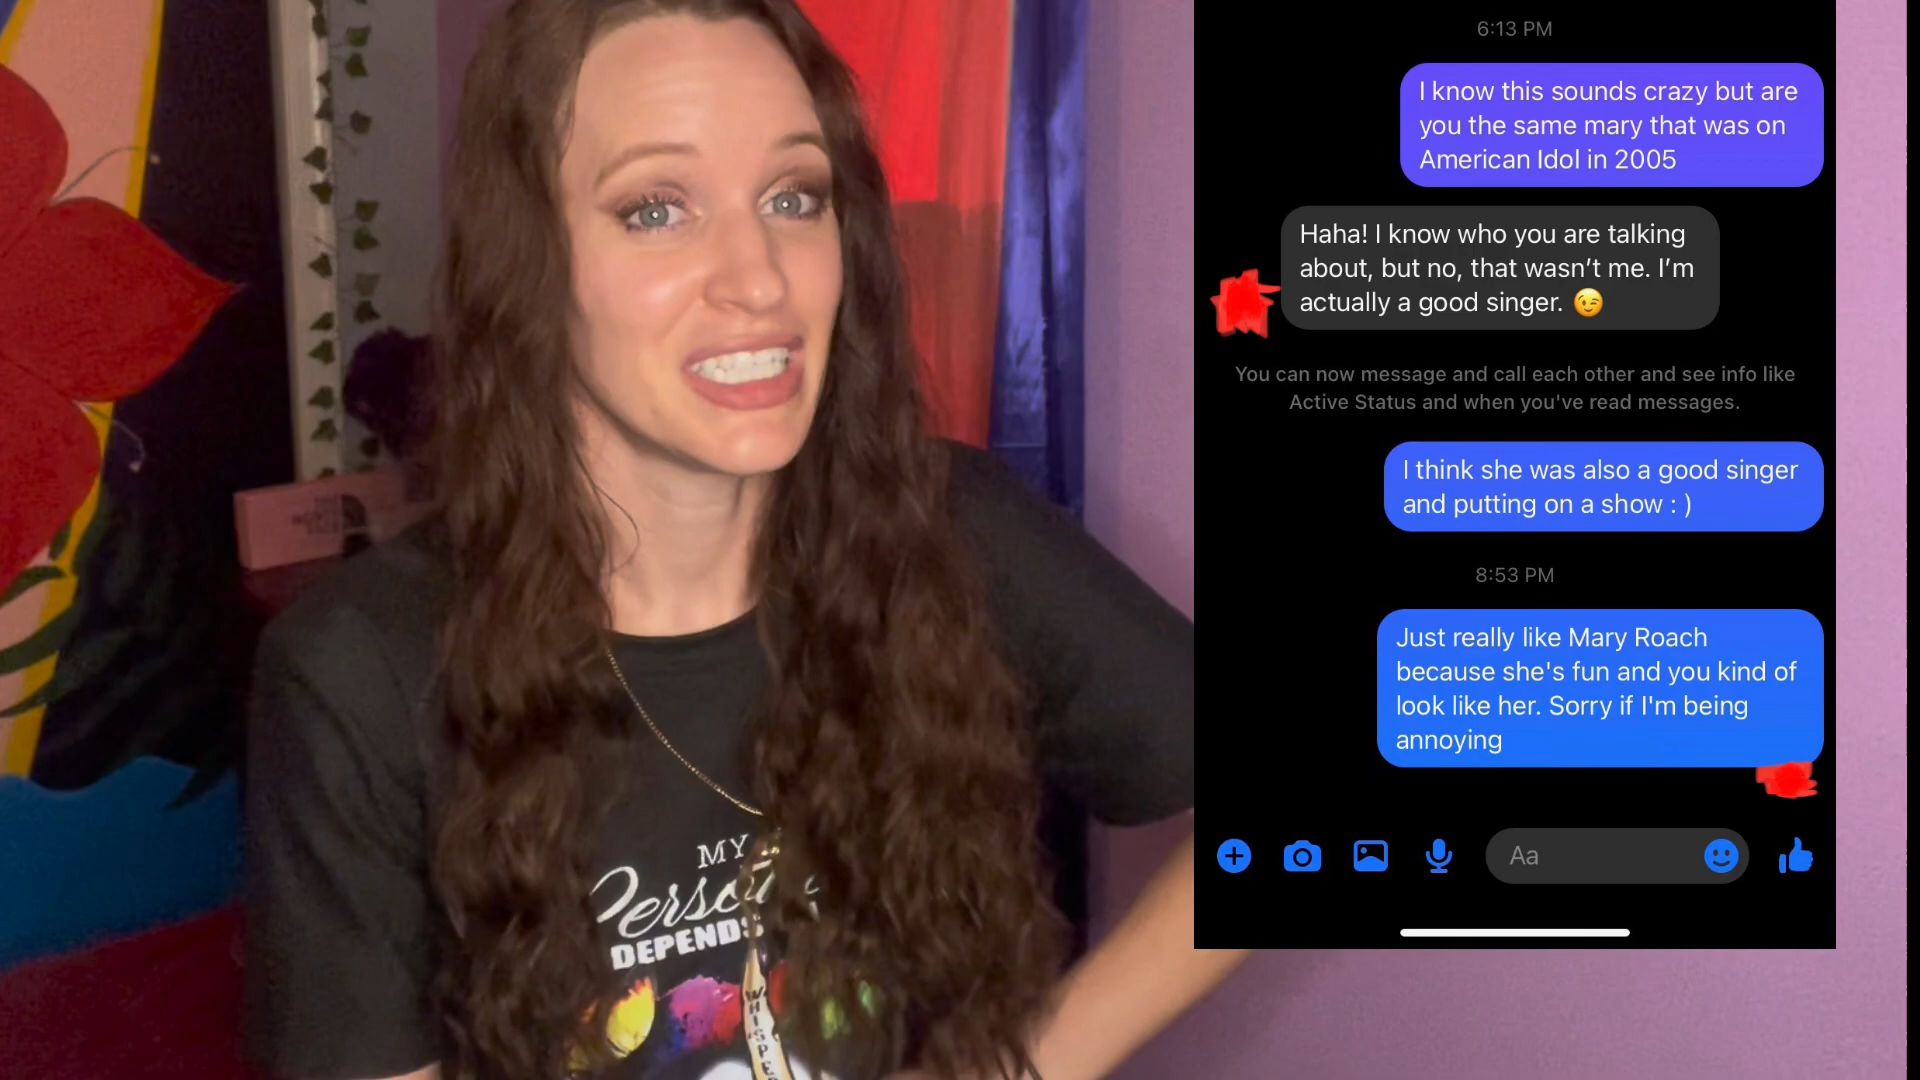 6:13 PM
I know this sounds crazy but are
you the same mary that was on
American Idol in 2005
Haha! I know who you are talking
about, but no, that wasn't me. I'm
actually a good singer. 😉
You can now message and call each other and see info like
Active Status and when you've read messages.
I think she was also a good singer
and putting on a show : )
8:53 PM
Just really like Mary Roach
because she's fun and you kind of
look like her. Sorry if I'm being
annoying
Aa
MY
DEPENDS